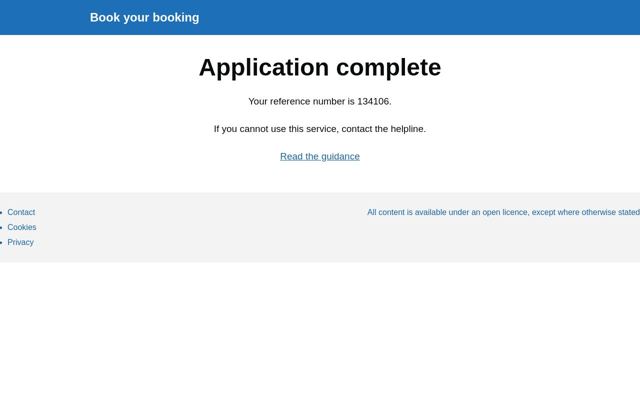 Book your booking
Application complete
Your reference number is 134106.
If you cannot use this service, contact the helpline.
Read the guidance
Contact
All content is available under an open licence, except where otherwise stated
Cookies
Privacy